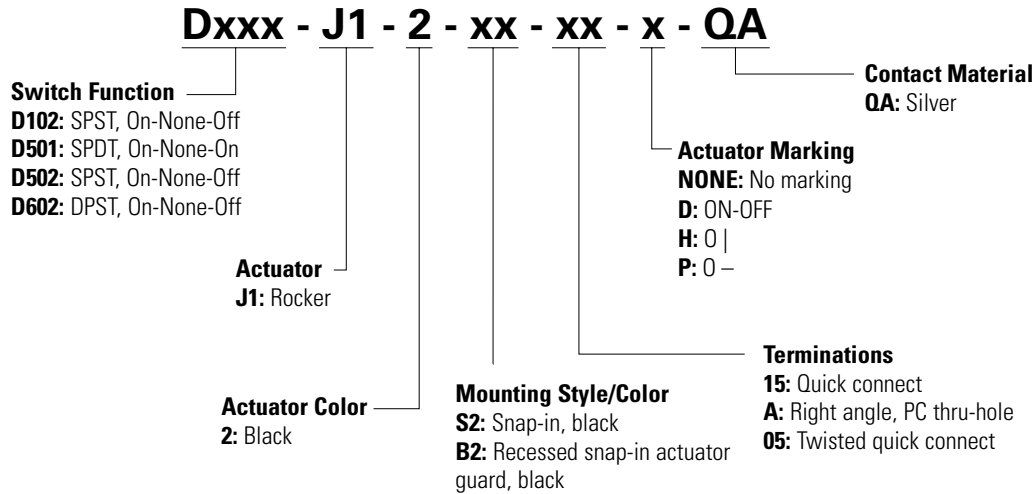 Dxxx - J1 - 2 - xx - xx - x - QA
Switch Function
D102: SPST, On-None-Off
D501: SPDT, On-None-On
D502: SPST, On-None-Off
D602: DPST, On-None-Off
Actuator
J1: Rocker
Actuator Color
2: Black
Mounting Style/Color
S2: Snap-in, black
B2: Recessed snap-in actuator
guard, black
Terminations
15: Quick connect
A: Right angle, PC thru-hole
05: Twisted quick connect
Actuator Marking
NONE: No marking
D: ON-OFF
H: O |
P: O –
Contact Material
QA: Silver